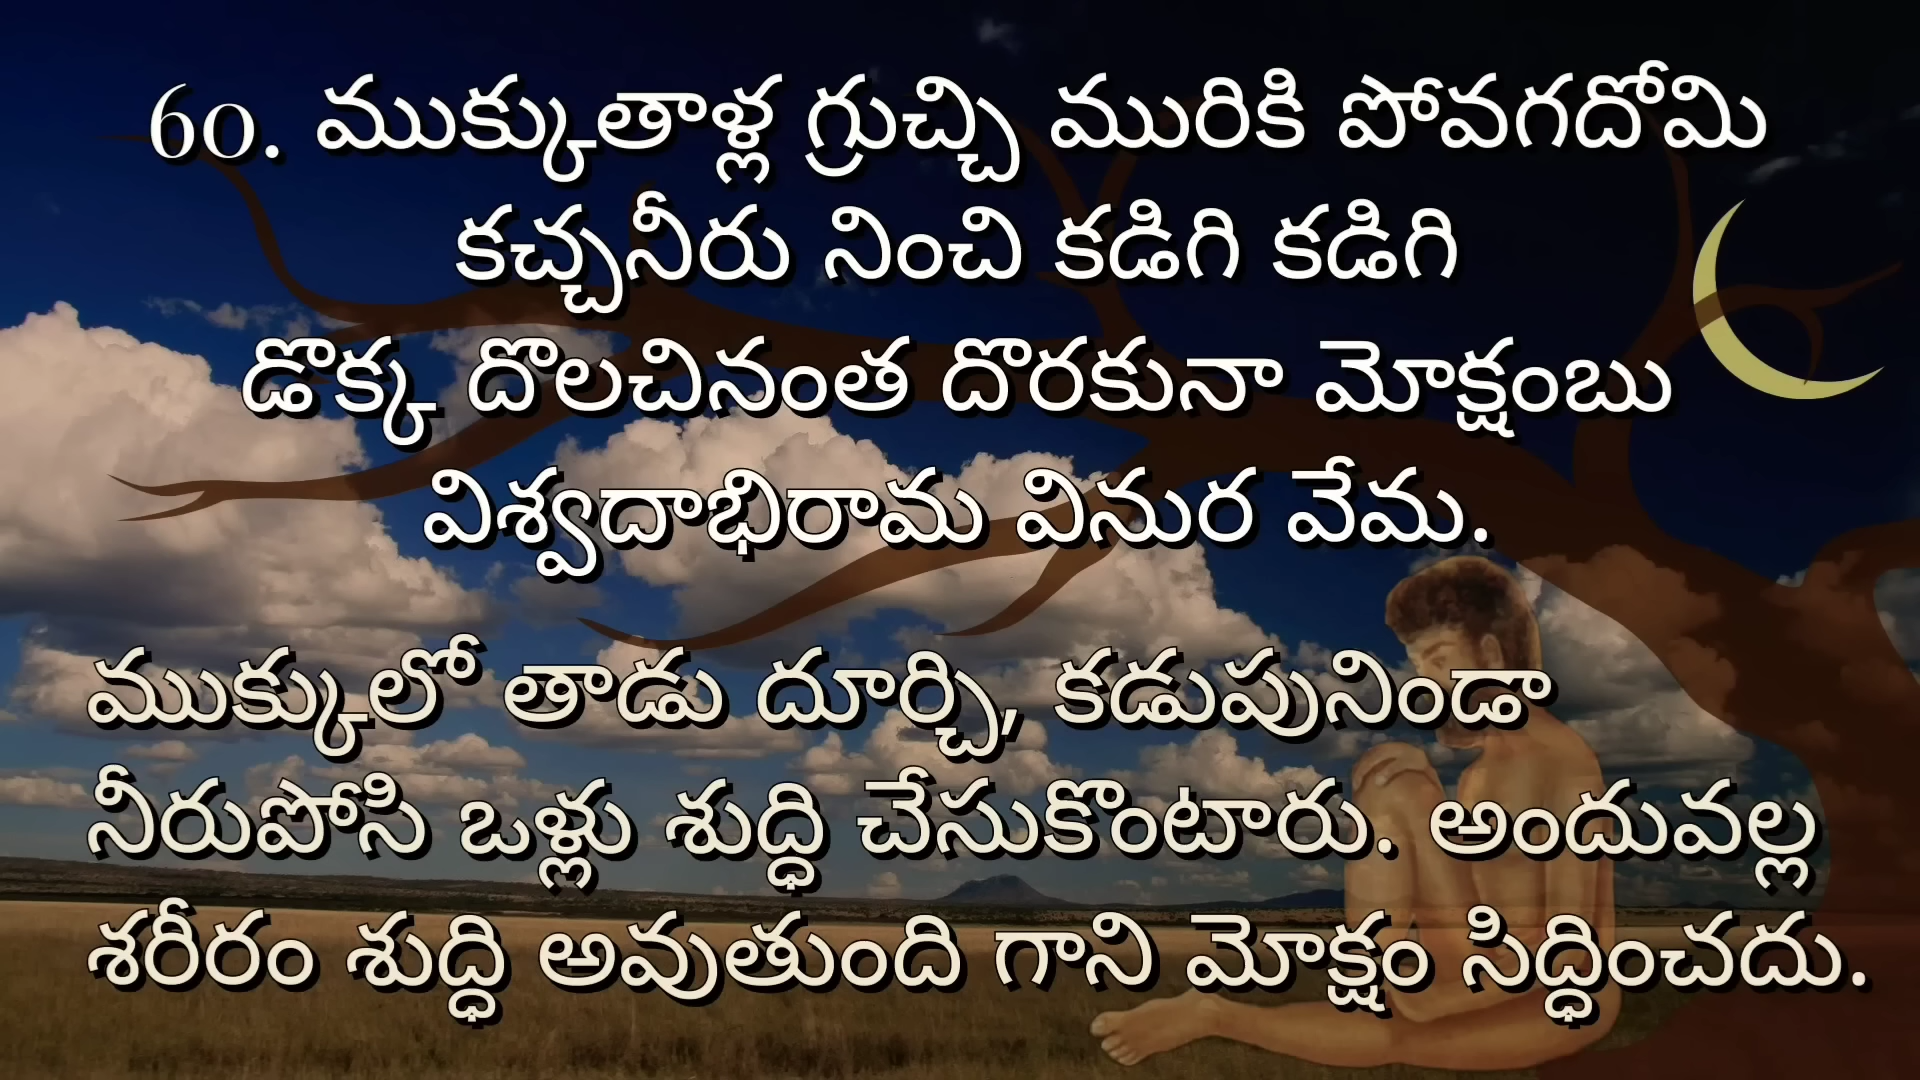 60. ముక్కుతాళ్ల గ్రుచ్చి మురికి పోవగదోమి
కచ్చనీరు నించి కడిగి కడిగి
డొక్క దొలచినంత దొరకునా మోక్షంబు
విశ్వదాభిరామ వినుర వేమ.
ముక్కులో తాడు దూర్చి, కడుపునిండా
నీరుపోసి ఒళ్లు శుద్ధి చేసుకొంటారు. అందువల్ల
శరీరం శుద్ధి అవుతుంది గాని మోక్షం సిద్ధించదు.